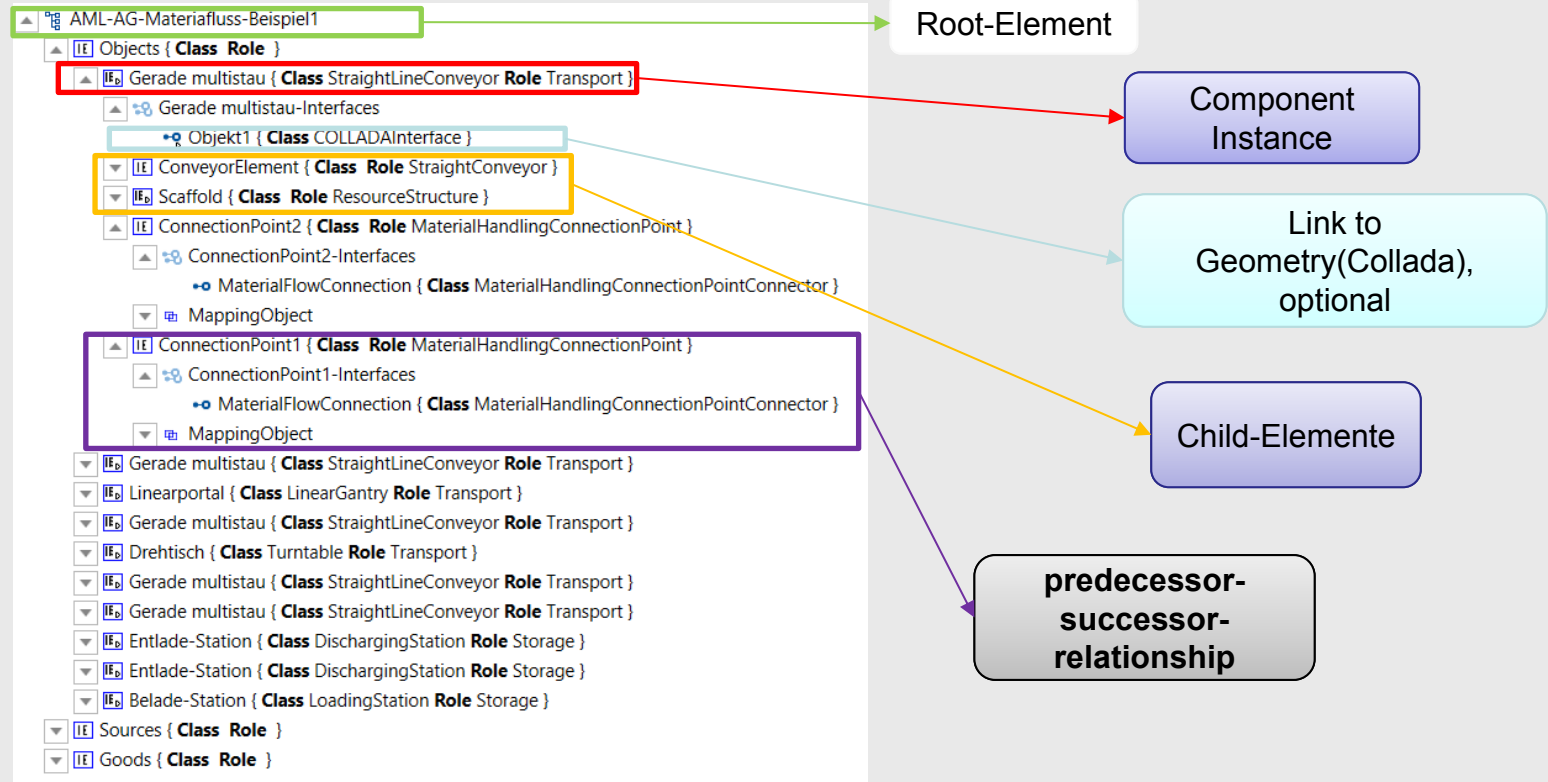 AML-AG-Materiafluss-Beispiel1
Objects { Class Role }
Gerade multistau { Class StraightLineConveyor Role Transport }
Gerade multistau-Interfaces
Objekt1 { Class COLLADAInterface }
ConveyorElement { Class Role StraightConveyor }
Scaffold { Class Role ResourceStructure }
ConnectionPoint2 { Class Role MaterialHandlingConnectionPoint }
ConnectionPoint2-Interfaces
MaterialFlowConnection { Class MaterialHandlingConnectionPointConnector }
MappingObject
ConnectionPoint1 { Class Role MaterialHandlingConnectionPoint }
ConnectionPoint1-Interfaces
MaterialFlowConnection { Class MaterialHandlingConnectionPointConnector }
MappingObject
Gerade multistau { Class StraightLineConveyor Role Transport }
Linearportal { Class LinearGantry Role Transport }
Gerade multistau { Class StraightLineConveyor Role Transport }
Drehtisch { Class Turntable Role Transport }
Gerade multistau { Class StraightLineConveyor Role Transport }
Gerade multistau { Class StraightLineConveyor Role Transport }
Entlade-Station { Class DischargingStation Role Storage }
Entlade-Station { Class DischargingStation Role Storage }
Belade-Station { Class LoadingStation Role Storage }
Sources { Class Role }
Goods { Class Role }
Root-Element
Component
Instance
Link to
Geometry(Collada),
optional
Child-Elemente
predecessor-
successor-
relationship